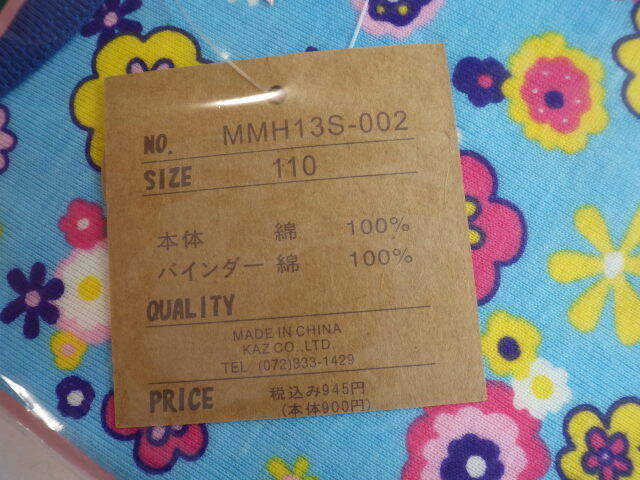 NO. MMH13S-002
SIZE 110
本体 綿 100%
バインダー 綿 100%
QUALITY
MADE IN CHINA
KAZ CO.,LTD.
TEL (072)333-1429
PRICE 税込み945円
(本体900円)